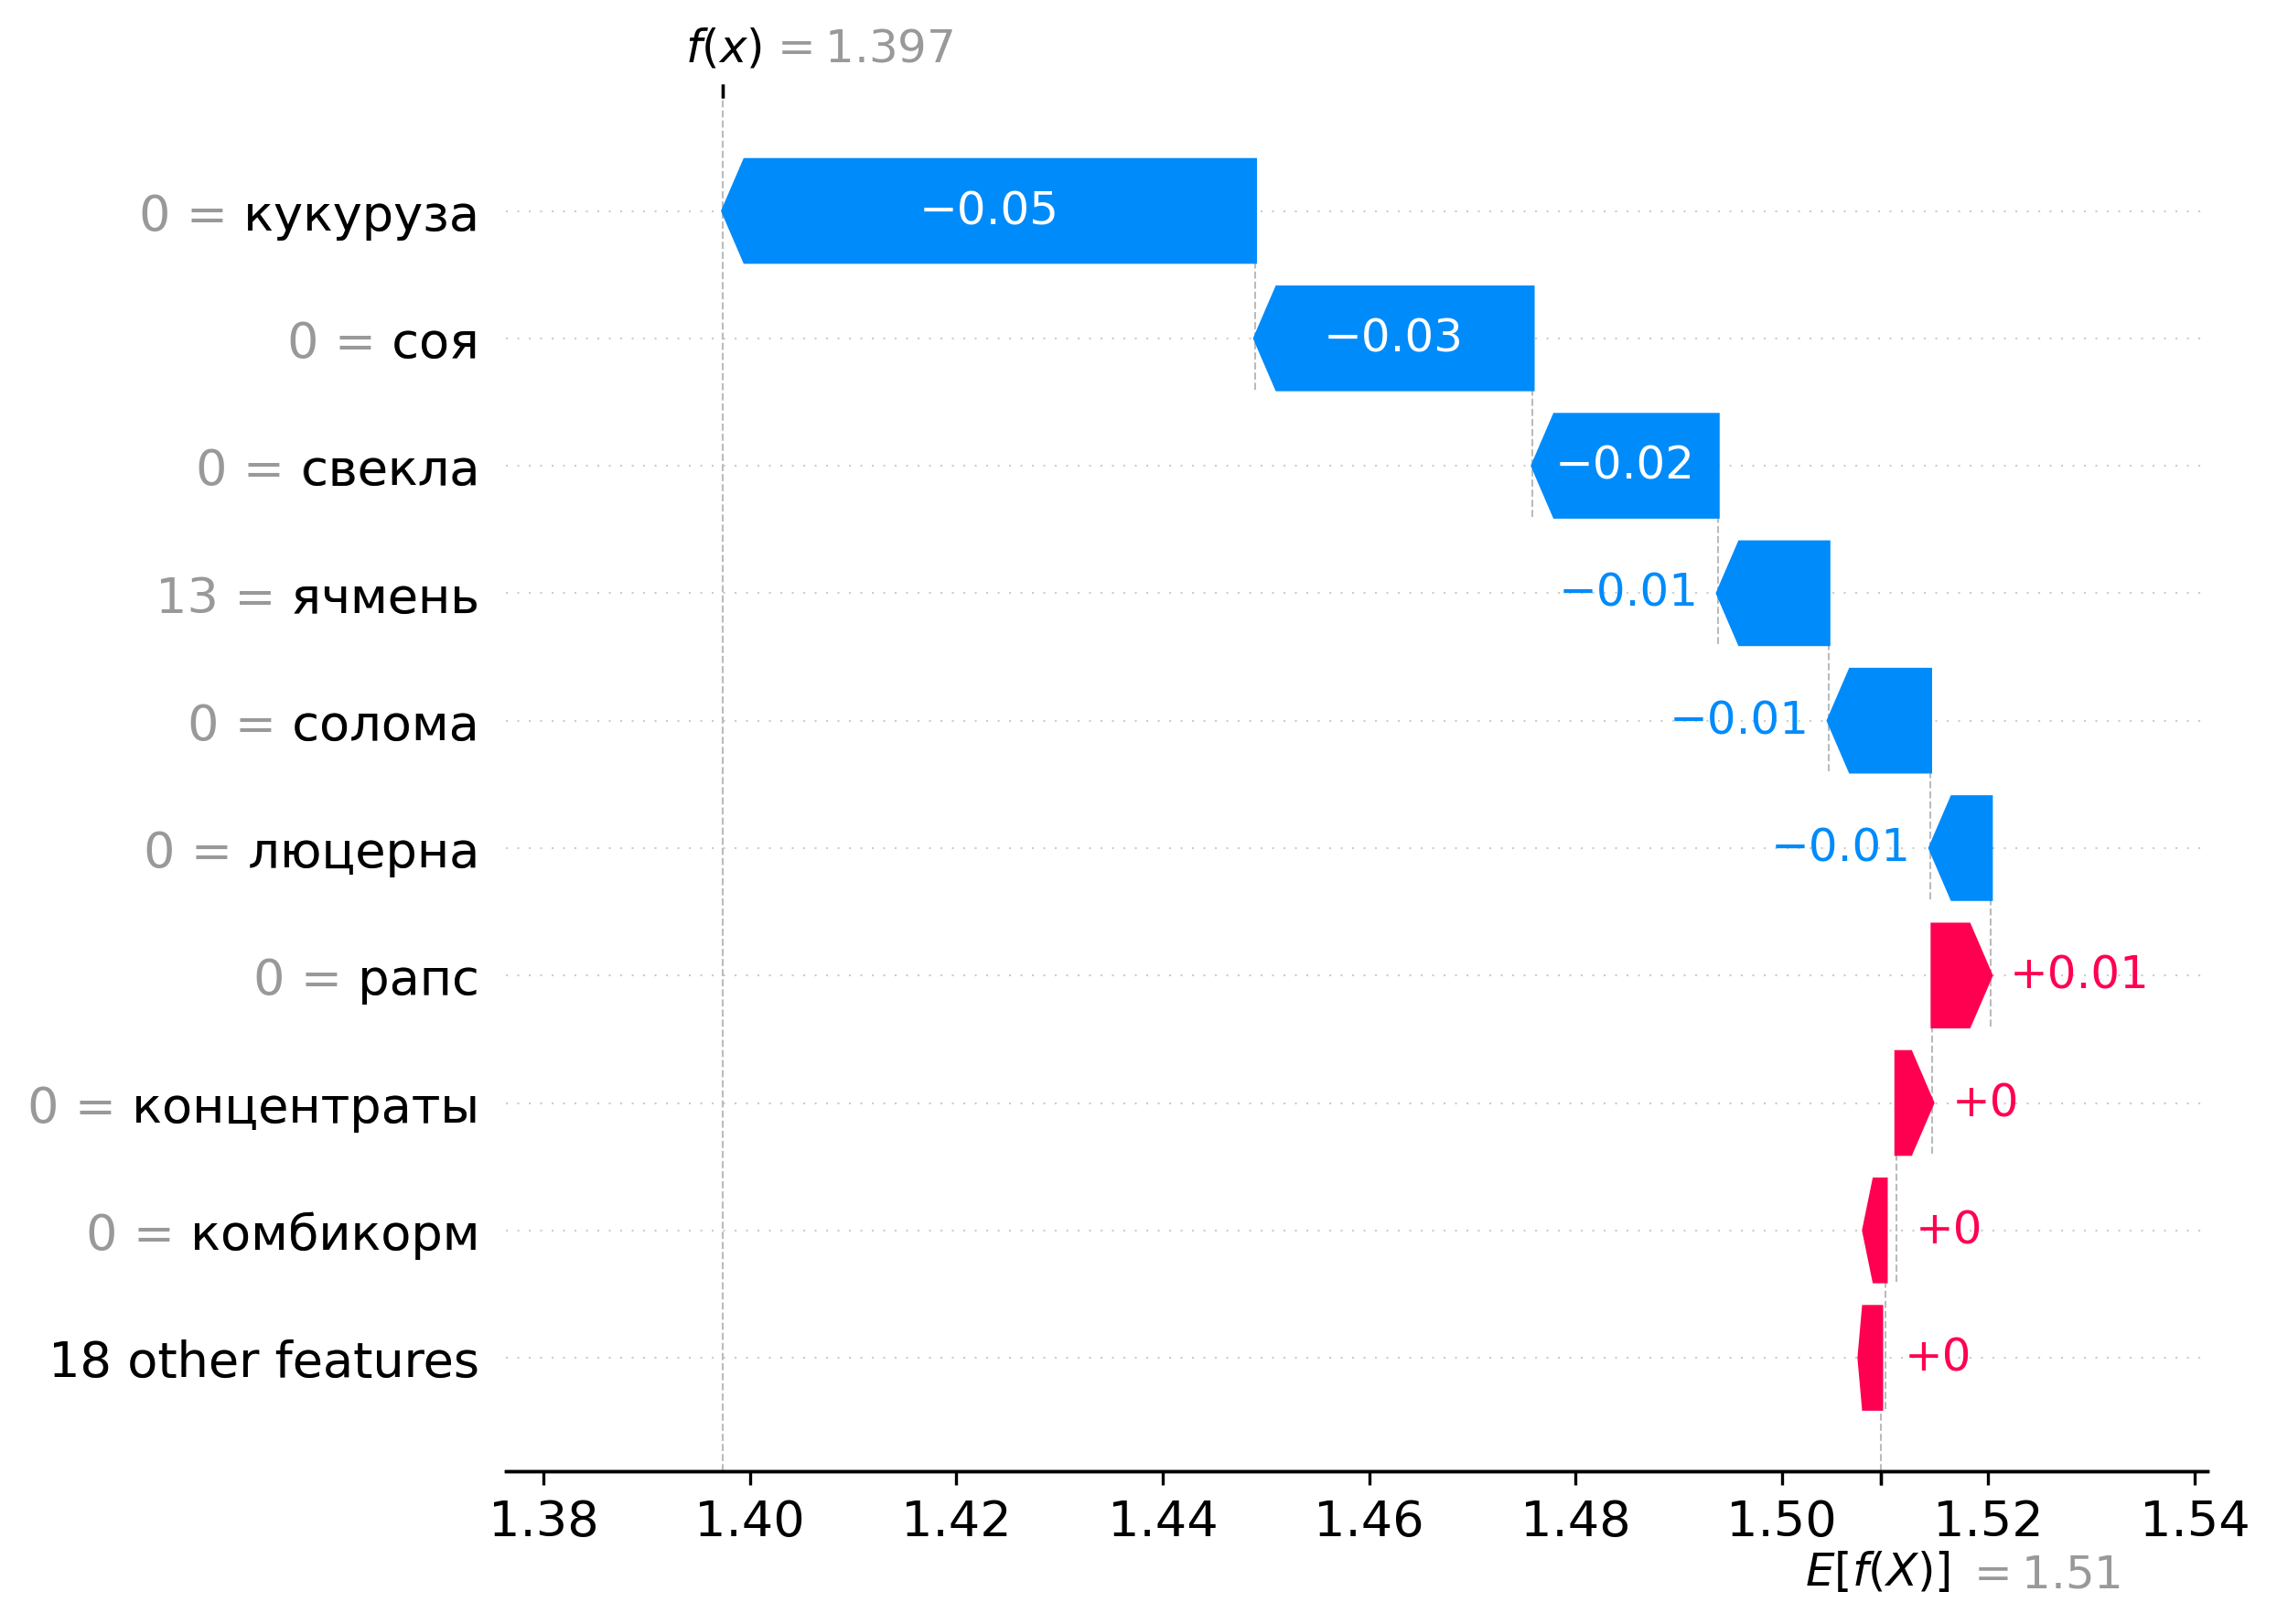 f(x) = 1.397
0 = кукуруза −0.05
0 = соя −0.03
0 = свекла −0.02
13 = ячмень −0.01
0 = солома −0.01
0 = люцерна −0.01
0 = рапс +0.01
0 = концентраты +0
0 = комбикорм +0
18 other features +0
1.38 1.40 1.42 1.44 1.46 1.48 1.50 1.52 1.54
E[f(X)] = 1.51